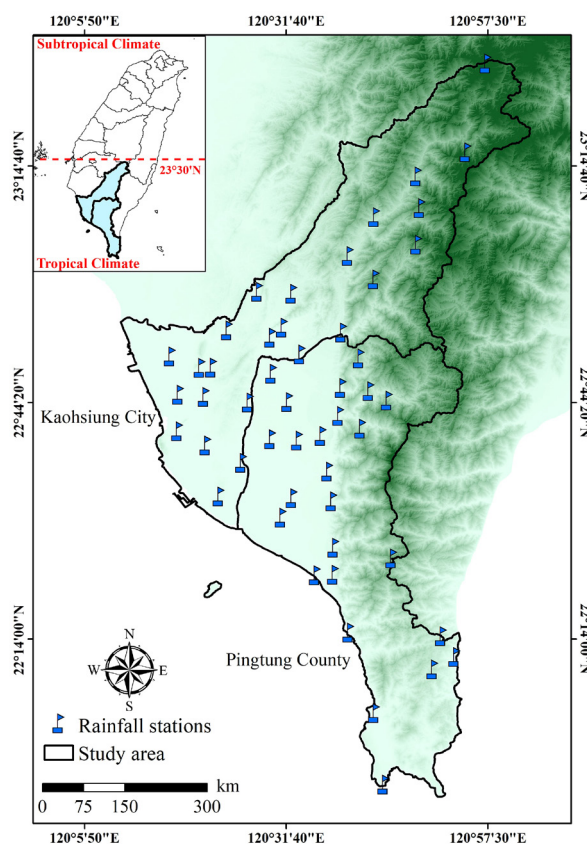 120°5'50"E 120°31'40"E 120°57'30"E
Subtropical Climate
23°30'N
Tropical Climate
23°14'40"N
23°14'40"N
Kaohsiung City
22°44'20"N
22°44'20"N
22°14'00"N
22°14'00"N
Pingtung County
N
W E
S
Rainfall stations
Study area
km
0 75 150 300
120°5'50"E 120°31'40"E 120°57'30"E